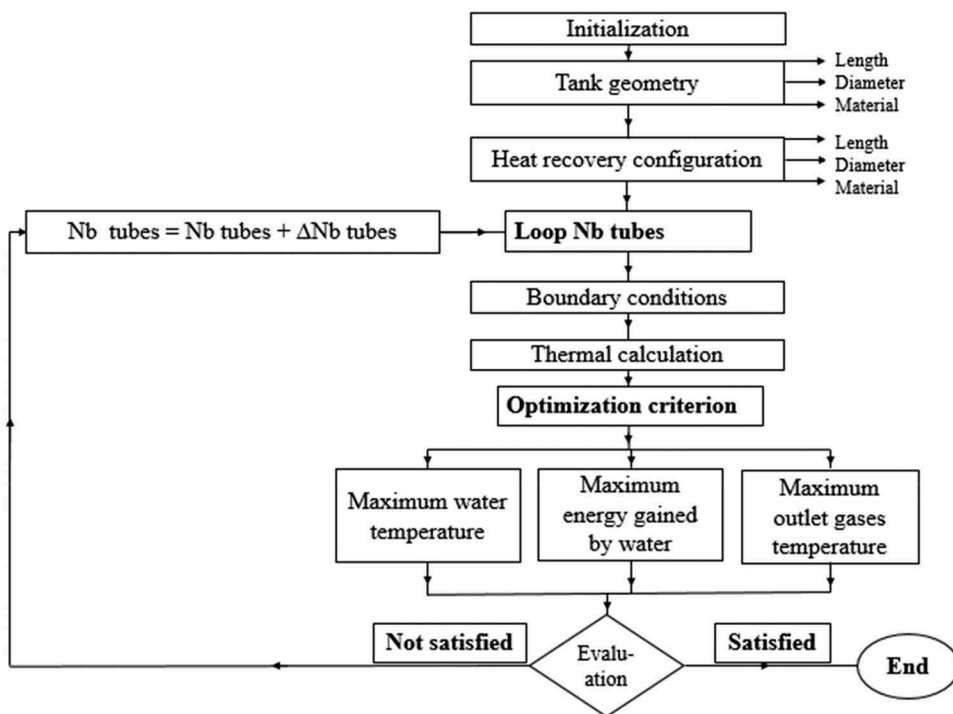 Initialization
Tank geometry
Length
Diameter
Material
Heat recovery configuration
Length
Diameter
Material
Nb tubes = Nb tubes + ΔNb tubes
Loop Nb tubes
Boundary conditions
Thermal calculation
Optimization criterion
Maximum water
temperature
Maximum
energy gained
by water
Maximum
outlet gases
temperature
Not satisfied
Evalu-
ation
Satisfied
End